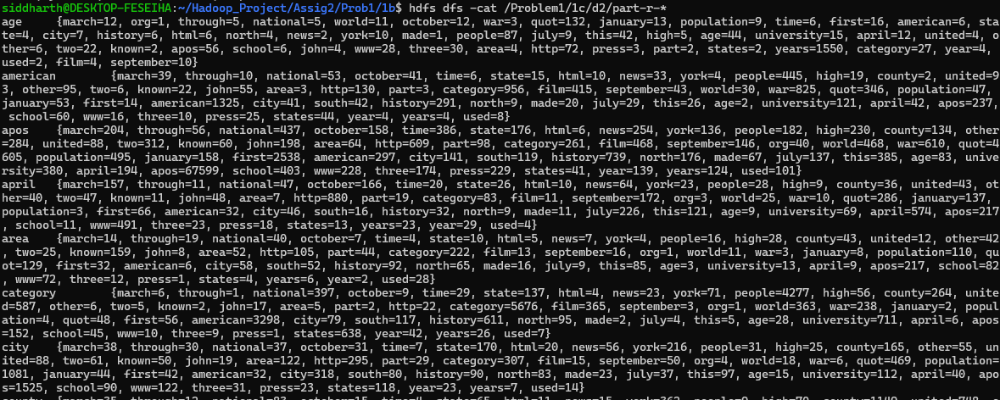 siddharth@DESKTOP-FESEIHA:~/Hadoop_Project/Assig2/Prob1/1b$ hdfs dfs -cat /Problem1/1c/d2/part-r-*
age     {march=12, org=1, through=5, national=5, world=11, october=12, war=3, quot=132, january=13, population=9, time=6, first=16, american=6, sta
te=4, city=7, history=6, html=6, north=4, news=2, york=10, made=1, people=87, july=9, this=42, high=5, age=44, university=15, april=12, united=4, o
ther=6, two=22, known=2, apos=56, school=6, john=4, www=28, three=30, area=4, http=72, press=3, part=2, states=2, years=1550, category=27, year=4,
used=2, film=4, september=10}
american        {march=39, through=10, national=53, october=41, time=6, state=15, html=10, news=33, york=4, people=445, high=19, county=2, united=9
3, other=95, two=6, known=22, john=55, area=3, http=130, part=3, category=956, film=415, september=43, world=30, war=825, quot=346, population=47,
january=53, first=14, american=1325, city=41, south=42, history=291, north=9, made=20, july=29, this=26, age=2, university=121, april=42, apos=237,
 school=60, www=16, three=10, press=25, states=44, year=4, years=4, used=8}
apos    {march=204, through=56, national=437, october=158, time=386, state=176, html=6, news=254, york=136, people=182, high=230, county=134, other
=284, united=88, two=312, known=60, john=198, area=64, http=609, part=98, category=261, film=468, september=146, org=40, world=468, war=610, quot=4
605, population=495, january=158, first=2538, american=297, city=141, south=119, history=739, north=176, made=67, july=137, this=385, age=83, unive
rsity=380, april=194, apos=67599, school=403, www=228, three=174, press=229, states=41, year=139, years=124, used=101}
april   {march=157, through=11, national=47, october=166, time=20, state=26, html=10, news=64, york=23, people=28, high=9, county=36, united=43, ot
her=40, two=47, known=11, john=48, area=7, http=880, part=19, category=83, film=11, september=172, org=3, world=25, war=10, quot=286, january=137,
population=3, first=66, american=32, city=46, south=16, history=32, north=9, made=11, july=226, this=121, age=9, university=69, april=574, apos=217
, school=11, www=491, three=23, press=18, states=13, years=23, year=29, used=4}
area    {march=14, through=19, national=40, october=7, time=4, state=10, html=5, news=7, york=4, people=16, high=28, county=43, united=12, other=42
, two=25, known=159, john=8, area=52, http=105, part=44, category=222, film=13, september=16, org=1, world=11, war=3, january=8, population=110, qu
ot=129, first=32, american=6, city=58, south=52, history=92, north=65, made=16, july=9, this=85, age=3, university=13, april=9, apos=217, school=82
, www=72, three=12, press=1, states=4, years=6, year=2, used=28}
category        {march=6, through=1, national=397, october=9, time=29, state=137, html=4, news=23, york=71, people=4277, high=56, county=264, unite
d=587, other=6, two=5, known=2, john=17, area=5, part=2, http=22, category=5676, film=365, september=3, org=1, world=363, war=238, january=2, popul
ation=4, quot=48, first=56, american=3298, city=79, south=117, history=611, north=95, made=2, july=4, this=5, age=28, university=711, april=6, apos
=152, school=45, www=10, three=9, press=1, states=638, year=42, years=26, used=7}
city    {march=38, through=30, national=37, october=31, time=7, state=170, html=20, news=56, york=216, people=31, high=25, county=165, other=55, un
ited=88, two=61, known=50, john=19, area=122, http=295, part=29, category=307, film=15, september=50, org=4, world=18, war=6, quot=469, population=
1081, january=44, first=42, american=32, city=318, south=80, history=90, north=83, made=23, july=37, this=97, age=15, university=112, april=40, apo
s=1525, school=90, www=122, three=31, press=23, states=118, year=23, years=7, used=14}